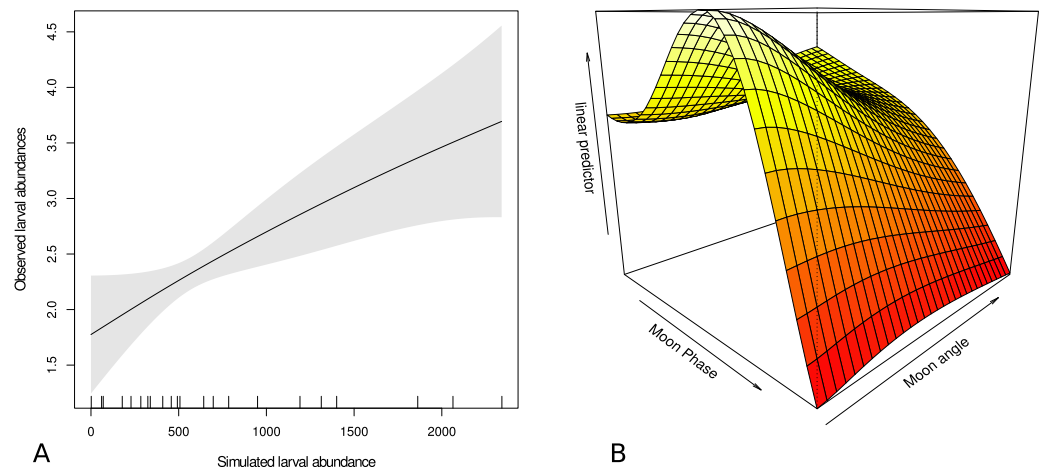 4.5
4.0
3.5
3.0
2.5
2.0
1.5
Observed larval abundances
0 500 1000 1500 2000
Simulated larval abundance
A
linear predictor
Moon Phase
Moon angle
B